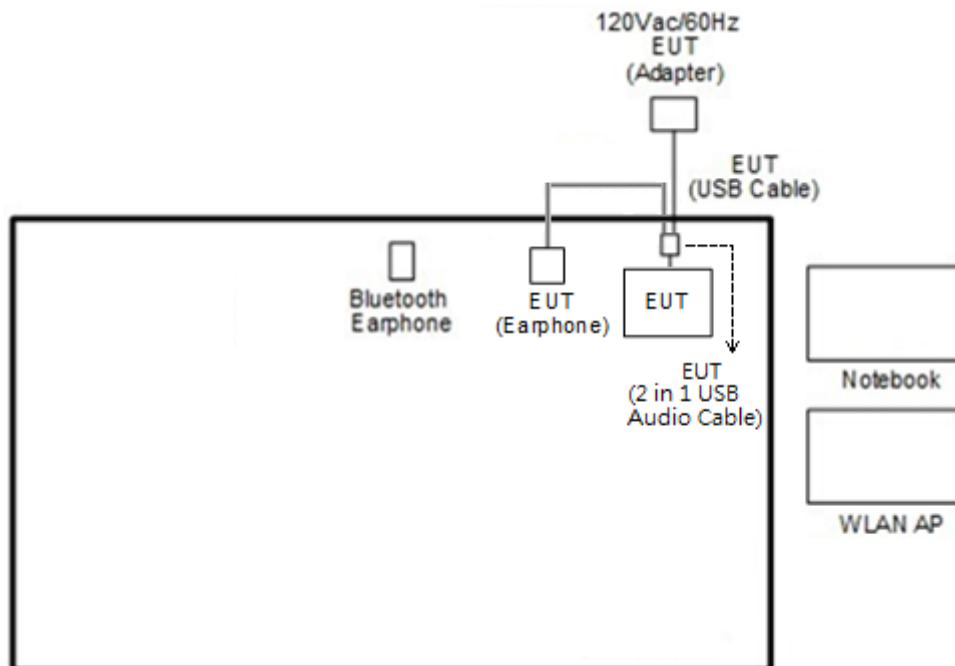 120Vac/60Hz
EUT
(Adapter)
EUT
(USB Cable)
Bluetooth
Earphone
EUT
(Earphone)
EUT
EUT
(2 in 1 USB
Audio Cable)
Notebook
WLAN AP